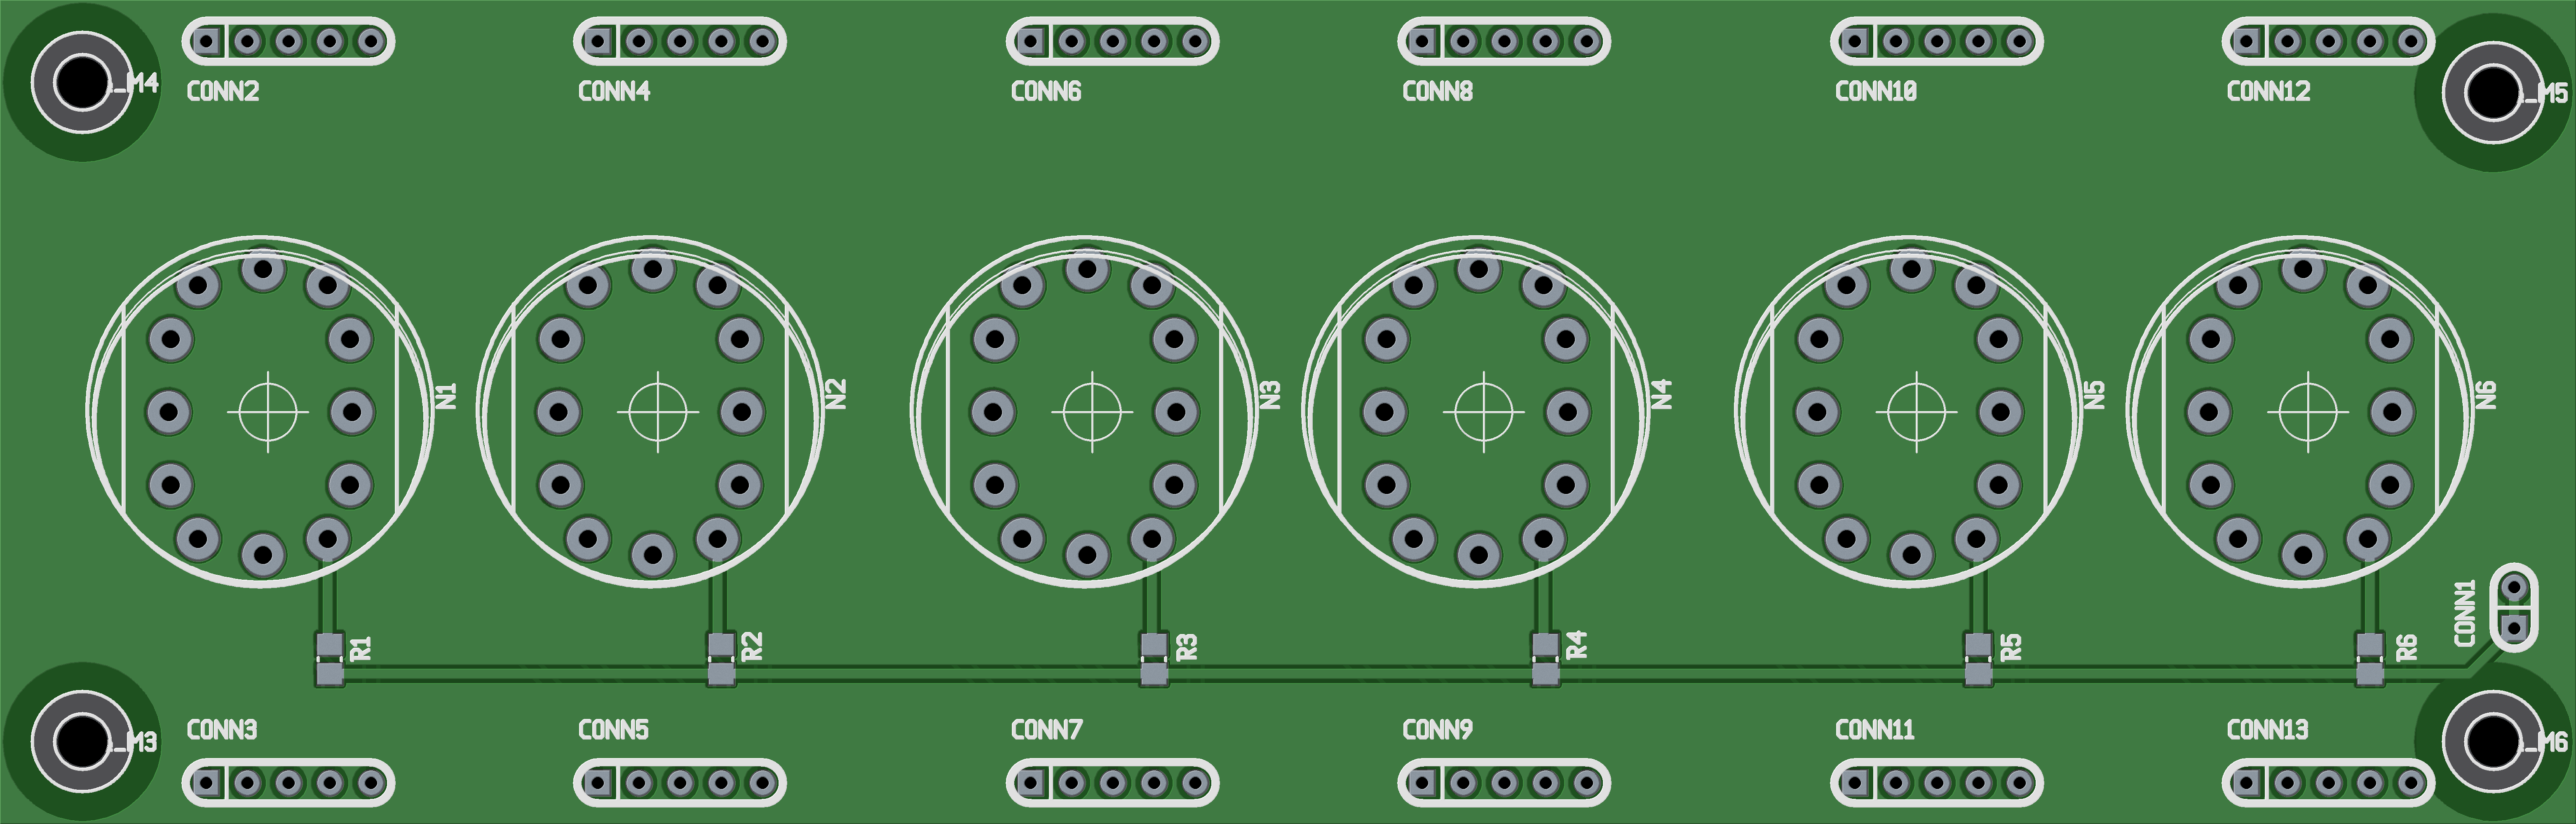 CONN2 CONN4 CONN6 CONN8 CONN10 CONN12
_M4 _M5
N1 N2 N3 N4 N5 N6
CONN1
R1 R2 R3 R4 R5 R6
CONN3 CONN5 CONN7 CONN9 CONN11 CONN13
_M3 _M6